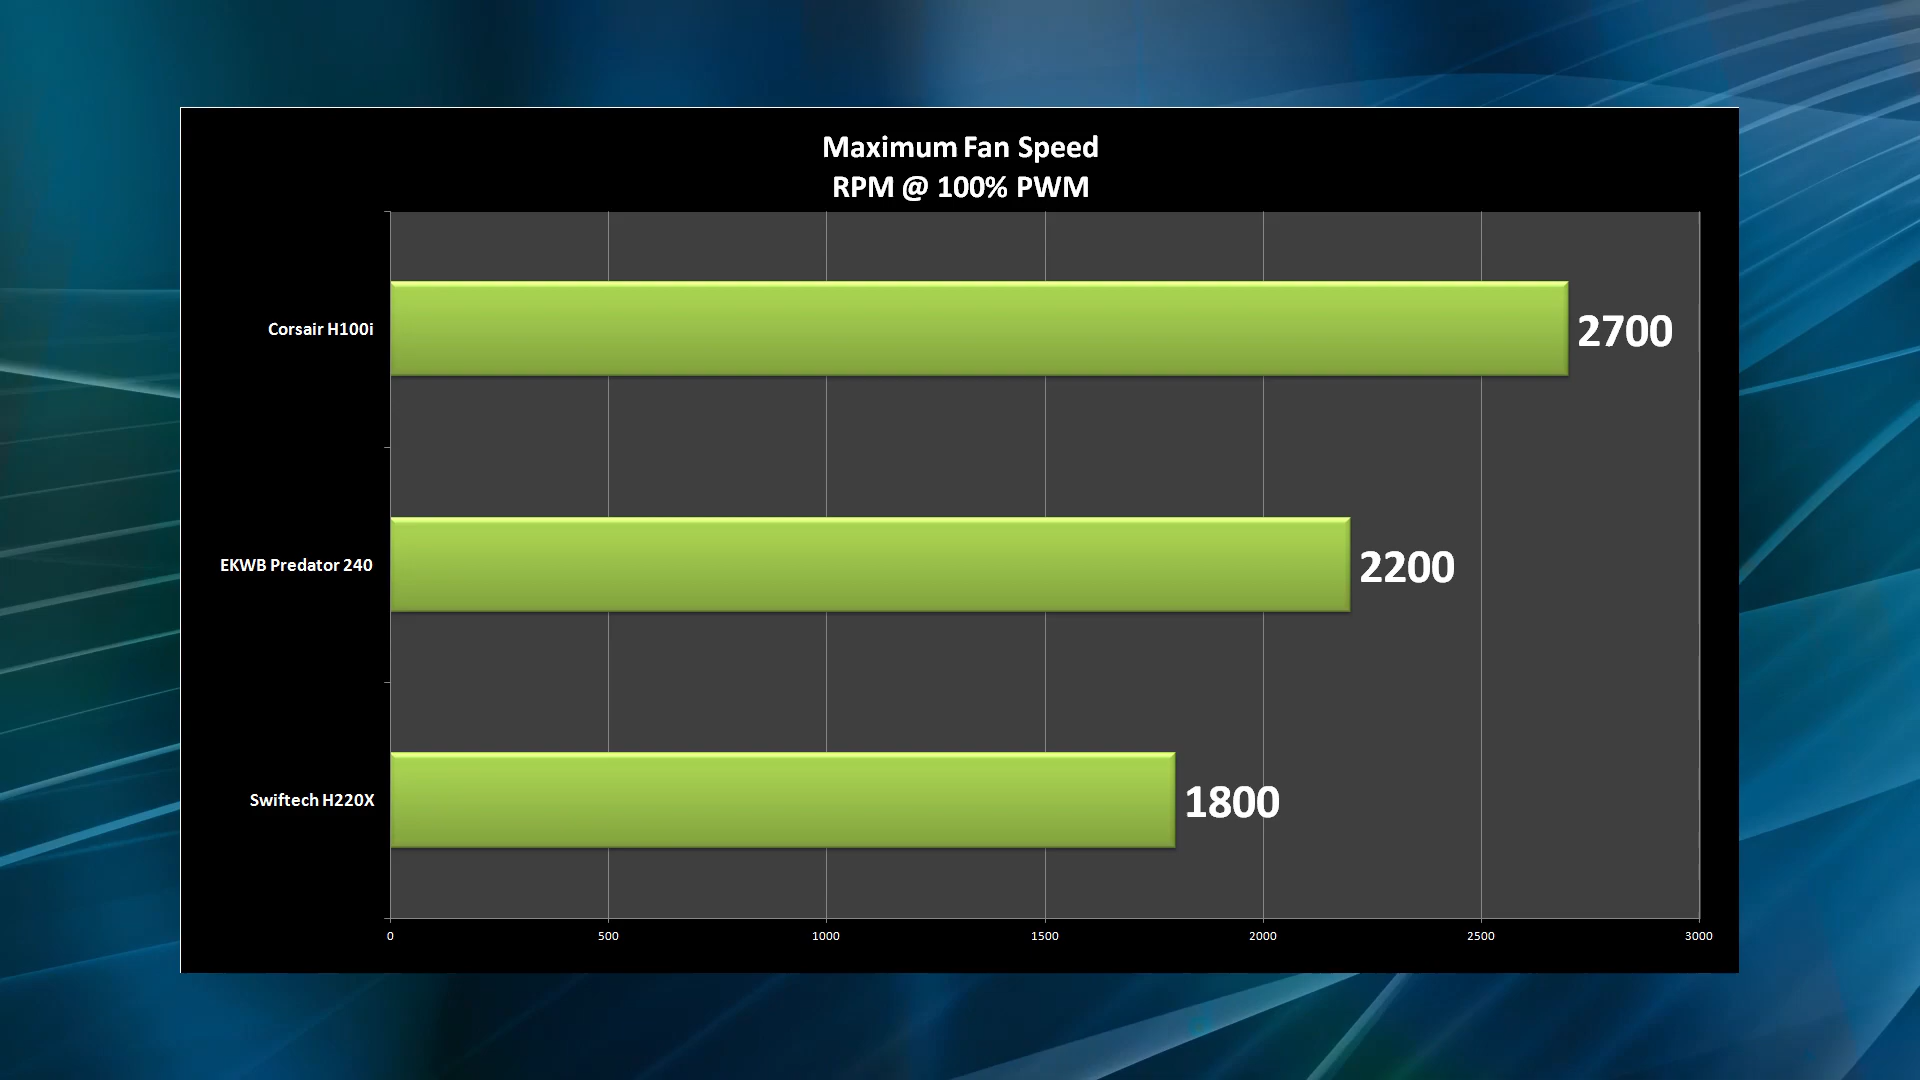 Maximum Fan Speed
RPM @ 100% PWM
Corsair H100i
2700
EKWB Predator 240
2200
Swiftech H220X
1800
0 500 1000 1500 2000 2500 3000